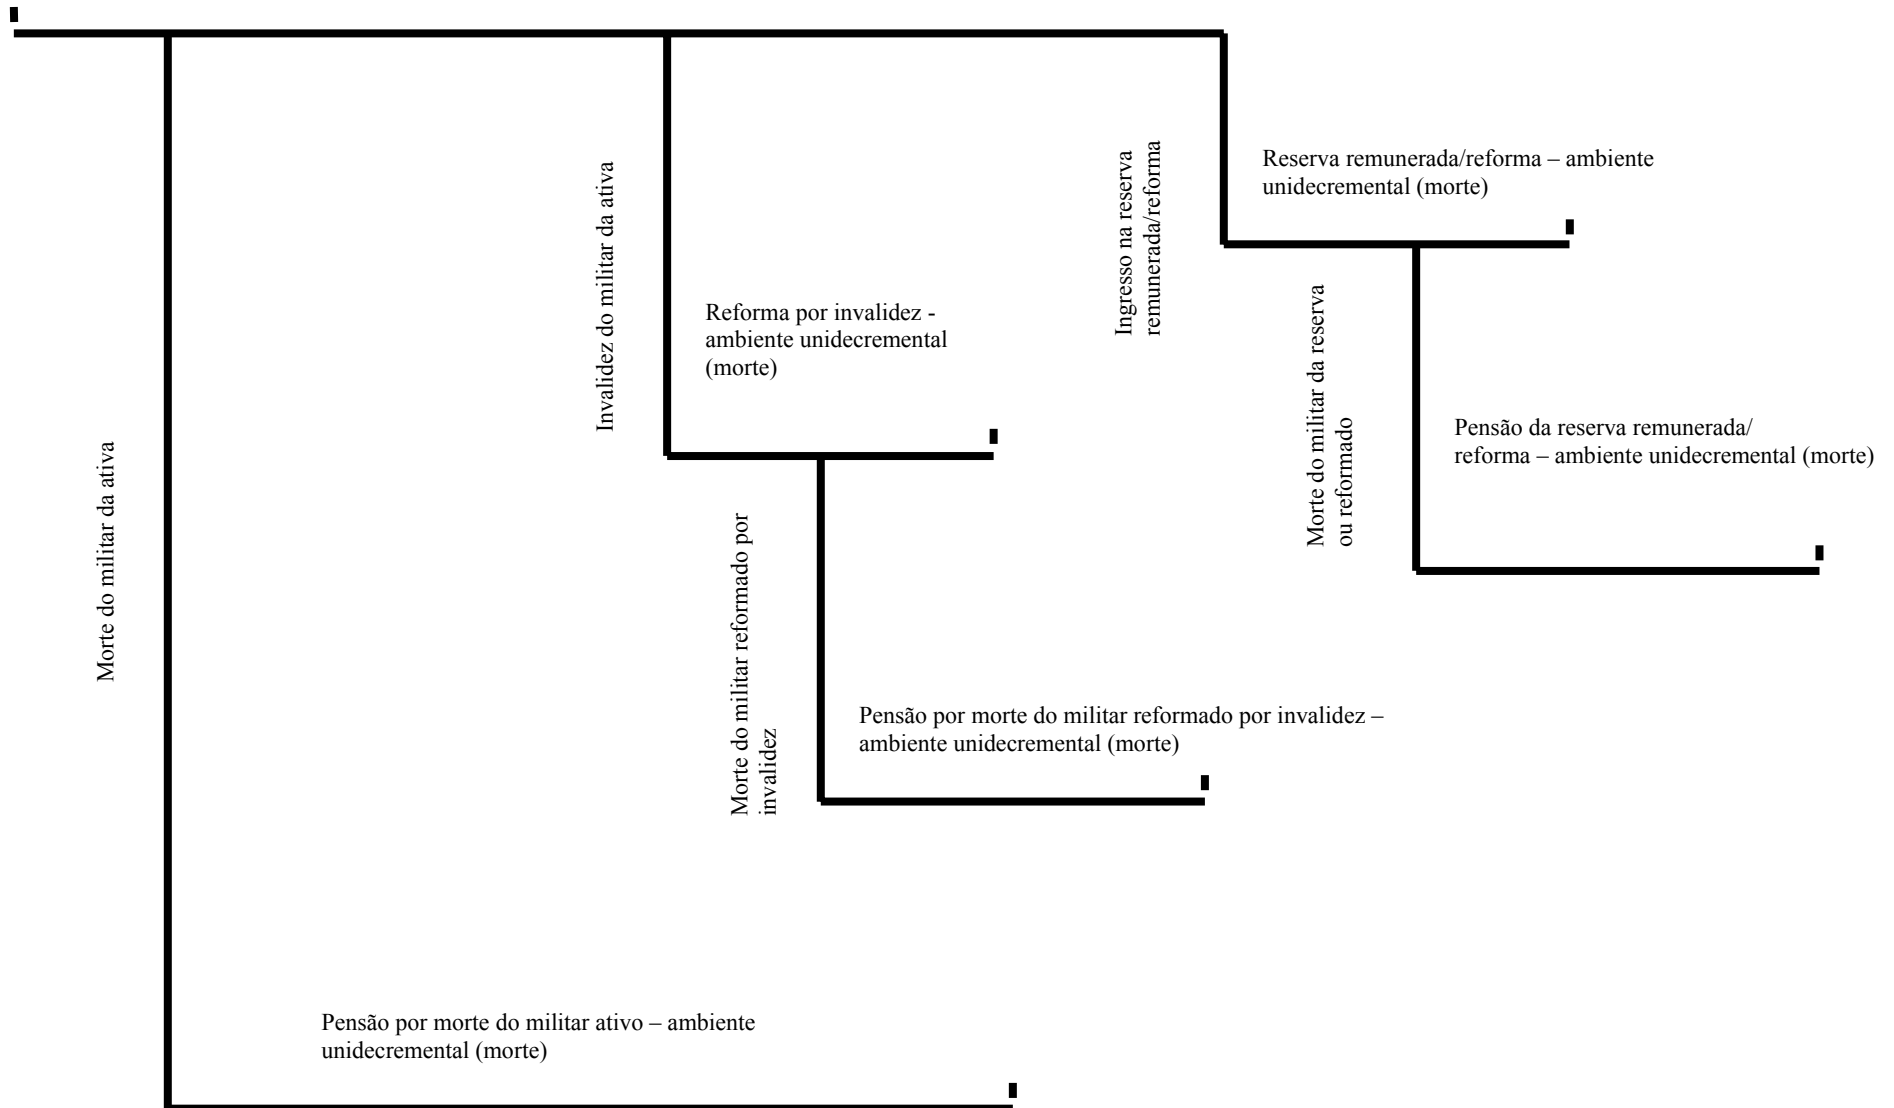 Morte do militar da ativa
Invalidez do militar da ativa
Reforma por invalidez -
ambiente unidecremental
(morte)
Morte do militar reformado por
invalidez
Pensão por morte do militar reformado por invalidez –
ambiente unidecremental (morte)
Ingresso na reserva
remunerada/reforma
Reserva remunerada/reforma – ambiente
unidecremental (morte)
Morte do militar da reserva
ou reformado
Pensão da reserva remunerada/
reforma – ambiente unidecremental (morte)
Pensão por morte do militar ativo – ambiente
unidecremental (morte)